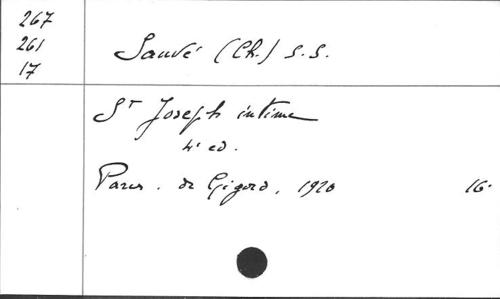 267
261
17
Sauvé (Ch.) S.S.
St Joseph intime
4e ed.
Paris. de Gigord, 1920 16°